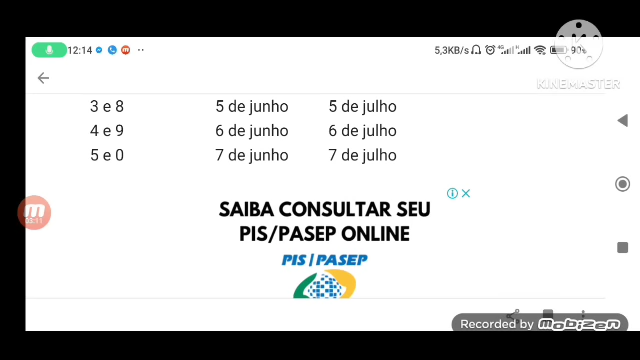 12:14
5,3KB/s
90%
KINEMASTER
3 e 8 5 de junho 5 de julho
4 e 9 6 de junho 6 de julho
5 e 0 7 de junho 7 de julho
03:11
SAIBA CONSULTAR SEU
PIS/PASEP ONLINE
PIS|PASEP
Recorded by MOBIZEN